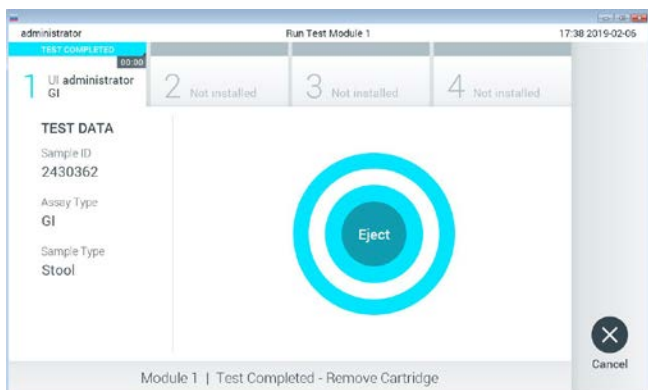 administrator Run Test Module 1 17:38 2019-02-06
TEST COMPLETED
00:00
1 UI administrator
GI
2 Not installed
3 Not installed
4 Not installed
TEST DATA
Sample ID
2430362
Assay Type
GI
Sample Type
Stool
Eject
Cancel
Module 1 | Test Completed - Remove Cartridge